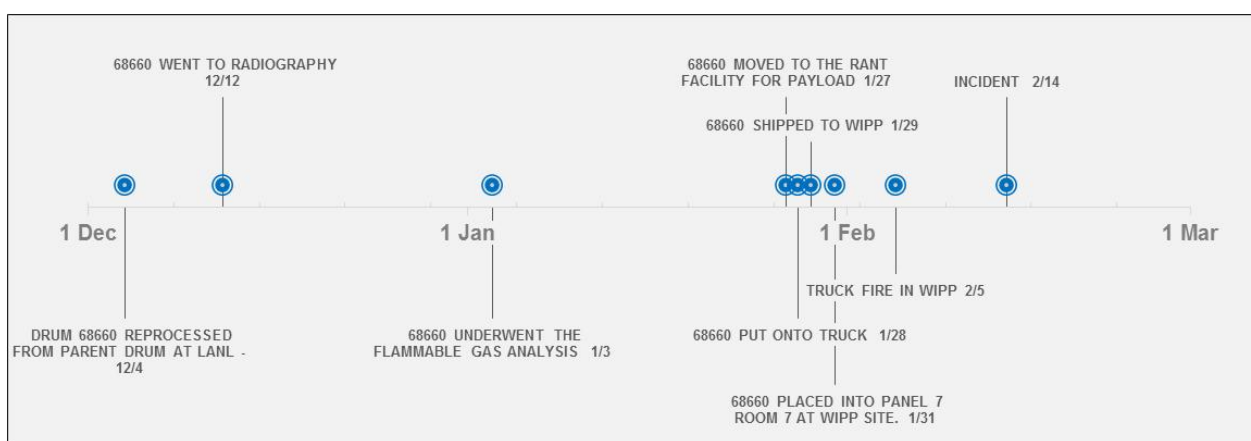 68660 WENT TO RADIOGRAPHY
12/12
68660 MOVED TO THE RANT
FACILITY FOR PAYLOAD 1/27
INCIDENT 2/14
68660 SHIPPED TO WIPP 1/29
1 Dec
1 Jan
1 Feb
1 Mar
TRUCK FIRE IN WIPP 2/5
DRUM 68660 REPROCESSED
FROM PARENT DRUM AT LANL -
12/4
68660 UNDERWENT THE
FLAMMABLE GAS ANALYSIS 1/3
68660 PUT ONTO TRUCK 1/28
68660 PLACED INTO PANEL 7
ROOM 7 AT WIPP SITE. 1/31